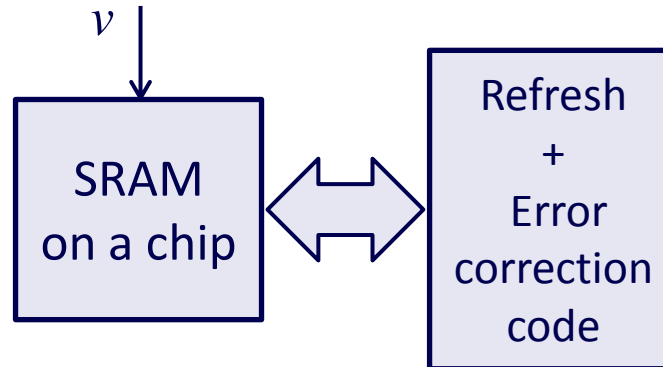 v
SRAM
on a chip
Refresh
+
Error
correction
code